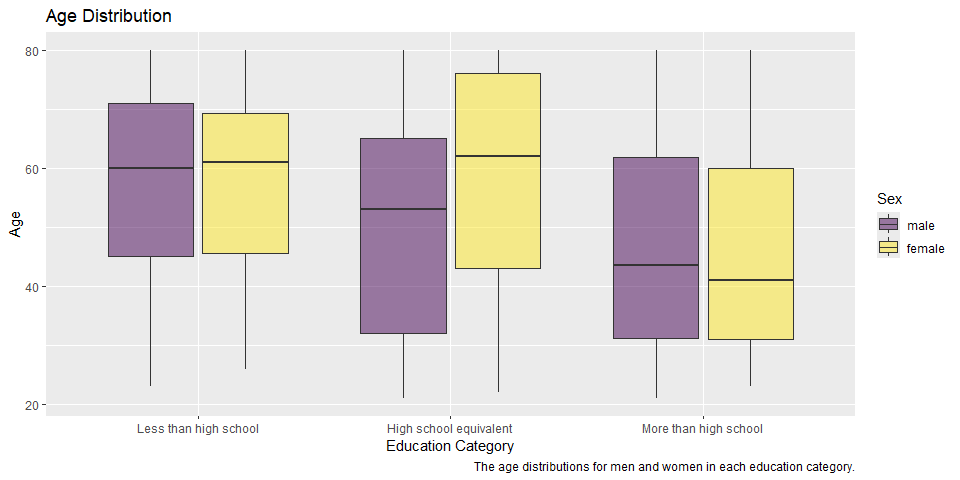 Age Distribution
80
60
40
20
Age
Less than high school
High school equivalent
More than high school
Education Category
Sex
male
female
The age distributions for men and women in each education category.